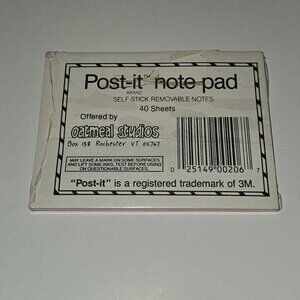 Post-it™ note pad
BRAND
SELF-STICK REMOVABLE NOTES
40 Sheets
Offered by
oatmeal studios
Box 138 Rochester VT 05767
MAY LEAVE A MARK ON SOME SURFACES
AND LIFT SOME INKS, TEST BEFORE USING
ON QUESTIONABLE SURFACES.
0 25149 00206 7
"Post-it" is a registered trademark of 3M.